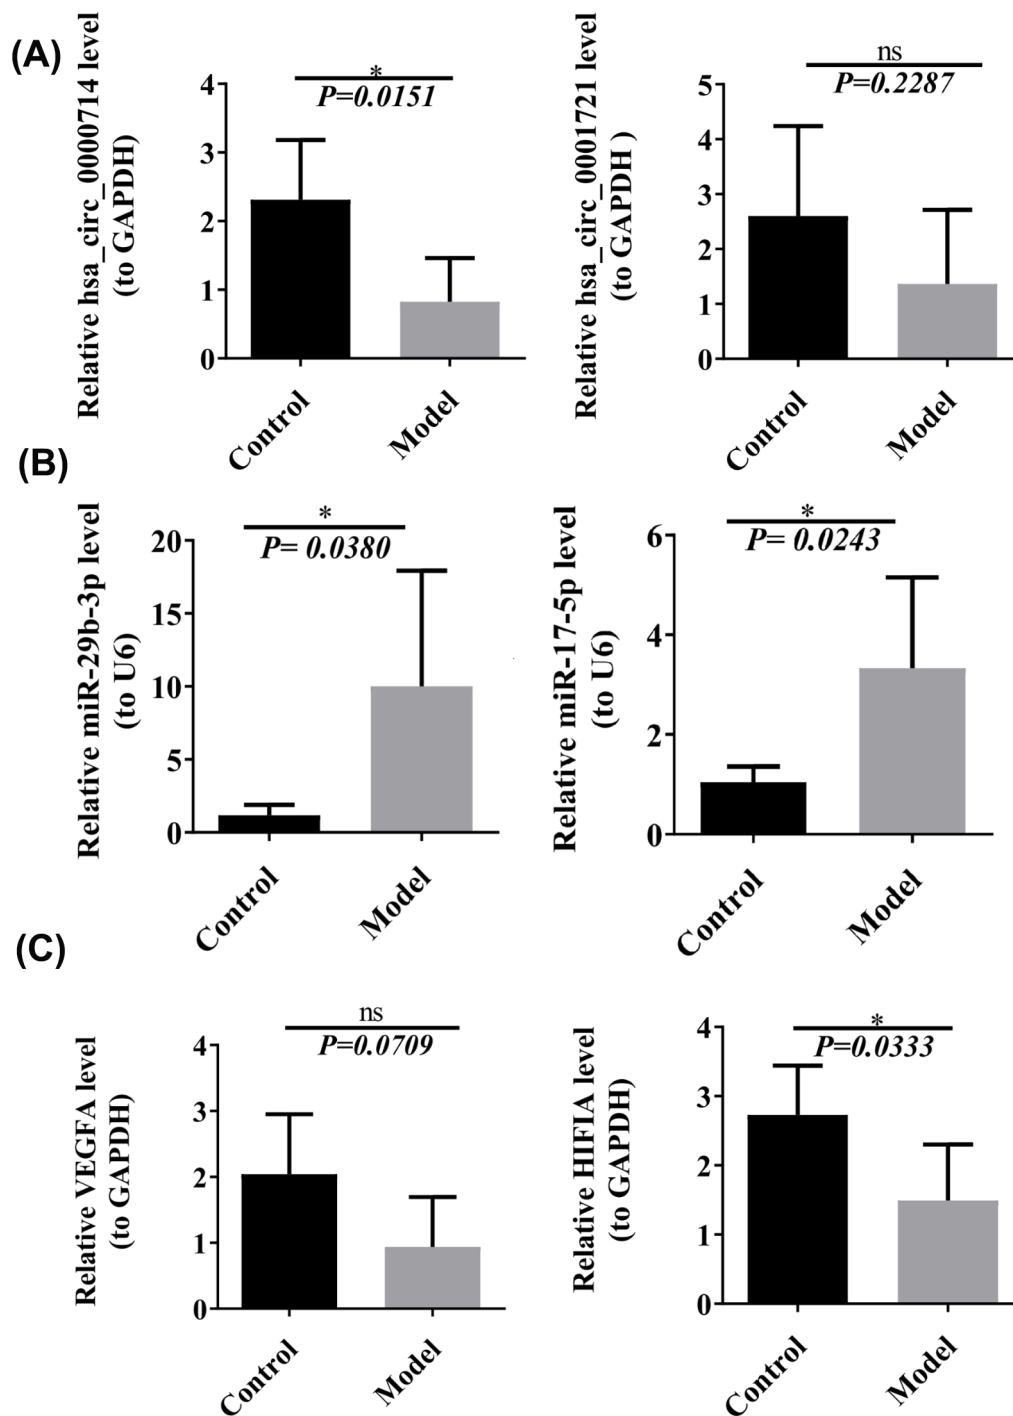 (A)
Relative hsa_circ_0000714 level
(to GAPDH)
*
P=0.0151
4
3
2
1
0
Control
Model
Relative hsa_circ_0001721 level
(to GAPDH )
ns
P=0.2287
5
4
3
2
1
0
Control
Model
(B)
Relative miR-29b-3p level
(to U6)
*
P= 0.0380
20
15
10
5
0
Control
Model
Relative miR-17-5p level
(to U6)
*
P= 0.0243
6
4
2
0
Control
Model
(C)
Relative VEGFA level
(to GAPDH)
ns
P=0.0709
4
3
2
1
0
Control
Model
Relative HIFIA level
(to GAPDH)
*
P=0.0333
4
3
2
1
0
Control
Model